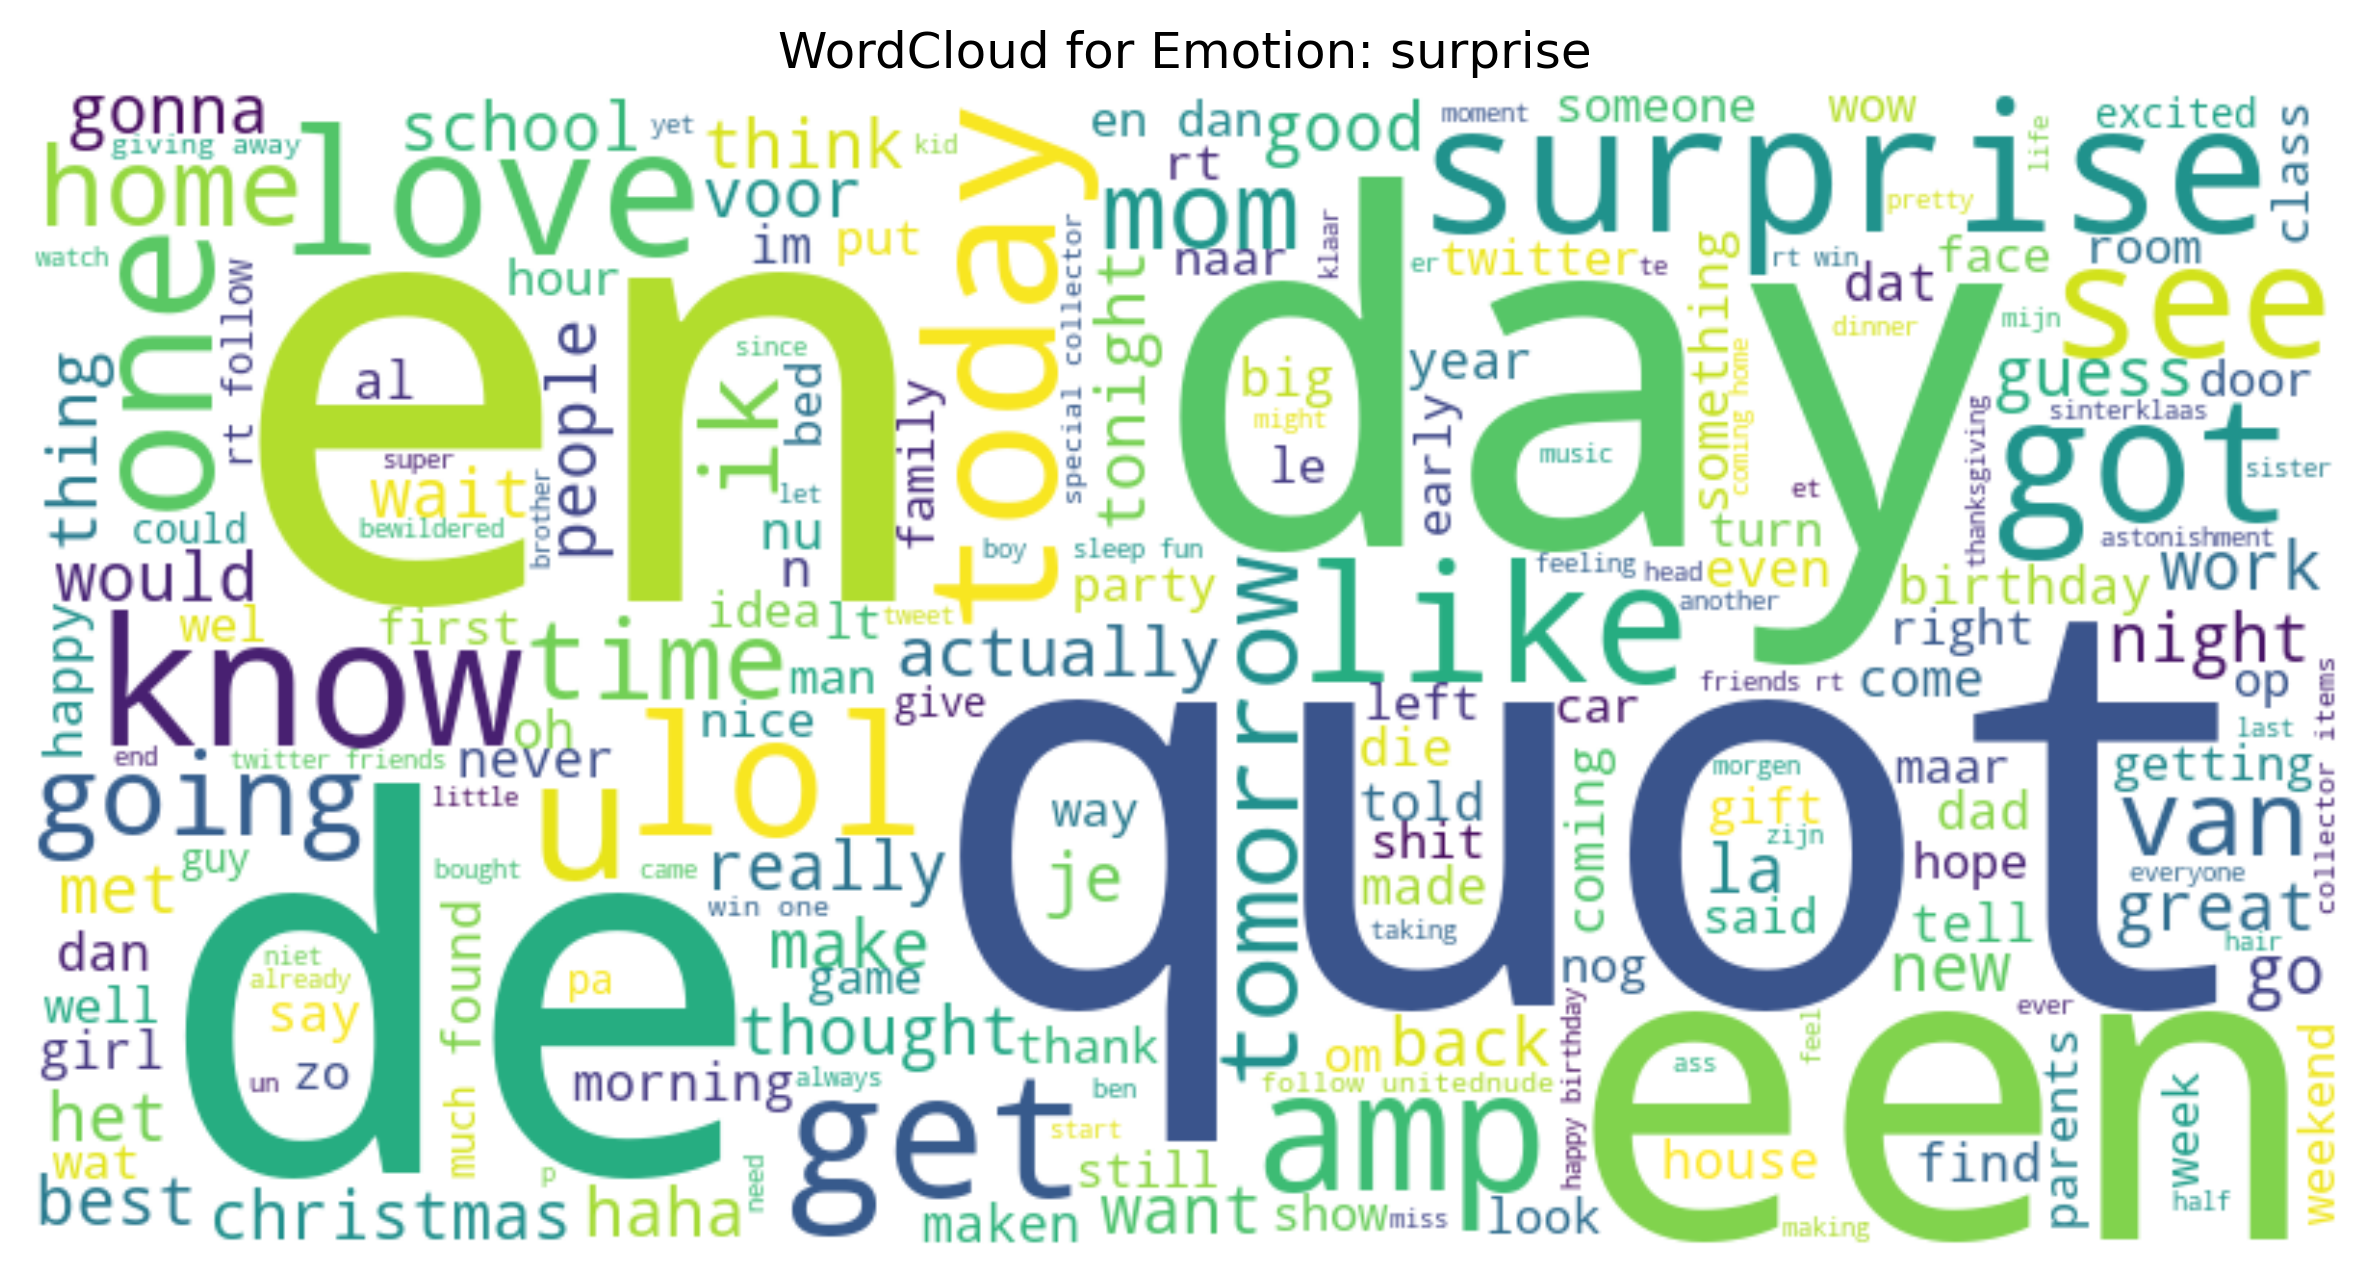 WordCloud for Emotion: surprise
gonna
giving away
home
love
school
yet
think
kid
voor
im
put
hour
watch
one
rt follow
thing
today
en dan
good
rt
mom
naar
klaar
moment
someone
wow
excited
surprise
life
pretty
class
twitter
er
te
rt win
dat
face
room
see
dinner
mijn
special collector
tonight
en
al
people
since
ik
bed
let
nu
n
super
wait
bewildered
brother
family
day
big
might
le
year
early
music
something
coming home
et
turn
guess
door
sinterklaas
thanksgiving
got
sister
astonishment
work
could
would
happy
wel
first
idea
lt
tweet
boy
sleep fun
party
feeling
head
even
another
birthday
know
time
man
actually
give
nice
oh
tomorrow
like
right
night
friends rt
come
op
last
collector items
end
twitter friends
never
lol
u
little
going
guy
met
bought
came
really
win one
quot
way
je
left
car
die
told
shit
made
taking
coming
morgen
gift
zijn
la
said
maar
dad
hope
tell
new
getting
van
everyone
great
hair
go
ever
nog
dan
well
girl
het
wat
best
de
niet
already
say
un
zo
pa
much found
make
game
thought
thank
morning
always
ben
get
start
om
back
follow unitednude
happy birthday
amp
still
want
show
miss
look
maken
christmas
p
haha
need
een
ass
feel
house
making
find
parents
week
half
weekend